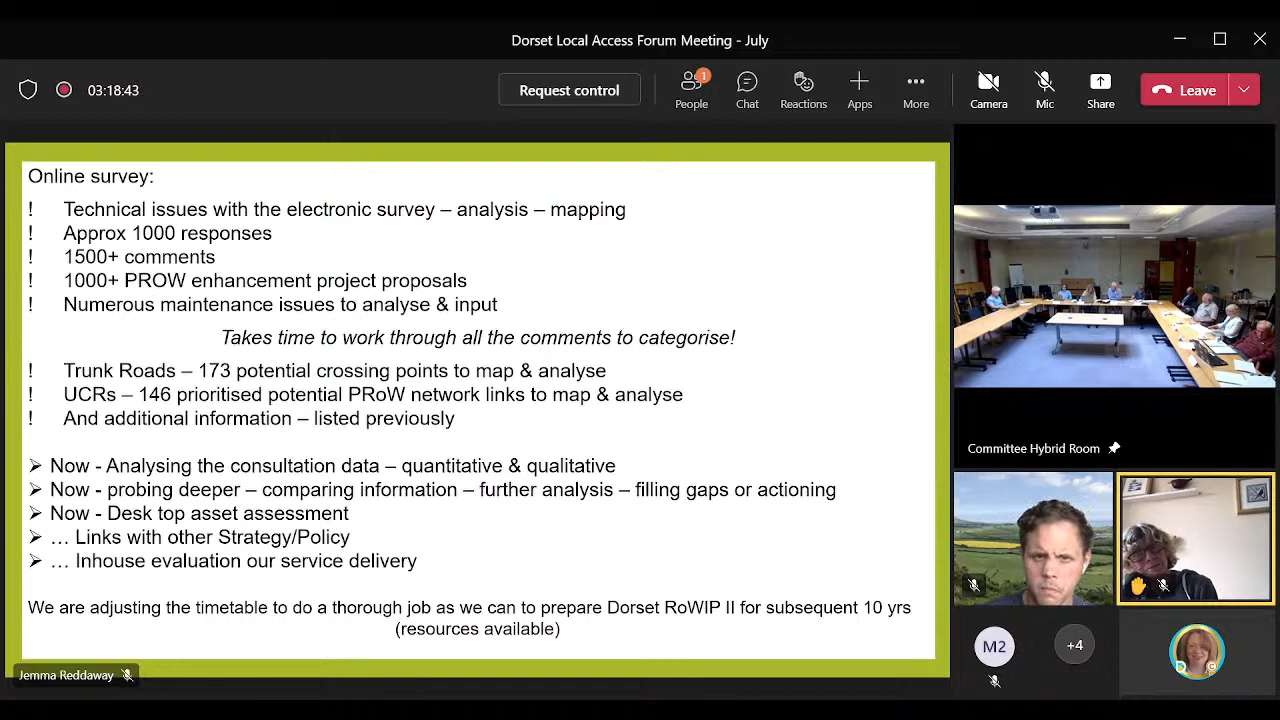 Dorset Local Access Forum Meeting - July
03:18:43
Request control
1
People
Chat
Reactions
Apps
More
Camera
Mic
Share
Leave
Online survey:
! Technical issues with the electronic survey – analysis – mapping
! Approx 1000 responses
! 1500+ comments
! 1000+ PROW enhancement project proposals
! Numerous maintenance issues to analyse & input
Takes time to work through all the comments to categorise!
! Trunk Roads – 173 potential crossing points to map & analyse
! UCRs – 146 prioritised potential PRoW network links to map & analyse
! And additional information – listed previously
➢ Now - Analysing the consultation data – quantitative & qualitative
➢ Now - probing deeper – comparing information – further analysis – filling gaps or actioning
➢ Now - Desk top asset assessment
➢ … Links with other Strategy/Policy
➢ … Inhouse evaluation our service delivery
We are adjusting the timetable to do a thorough job as we can to prepare Dorset RoWIP II for subsequent 10 yrs
(resources available)
Jemma Reddaway
Committee Hybrid Room
M2
+4
D C